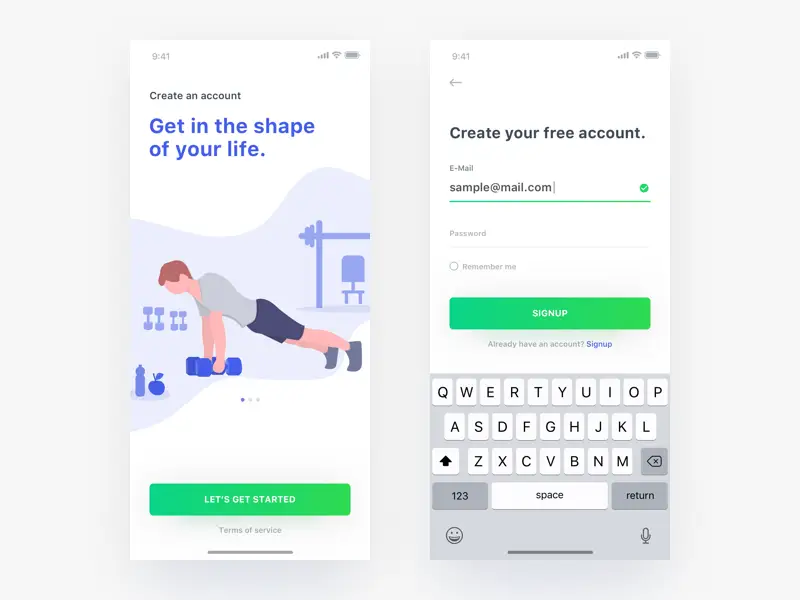 9:41
Create an account
Get in the shape
of your life.
LET'S GET STARTED
Terms of service
9:41
Create your free account.
E-Mail
sample@mail.com
Password
Remember me
SIGNUP
Already have an account? Signup
Q W E R T Y U I O P
A S D F G H J K L
Z X C V B N M
123 space return